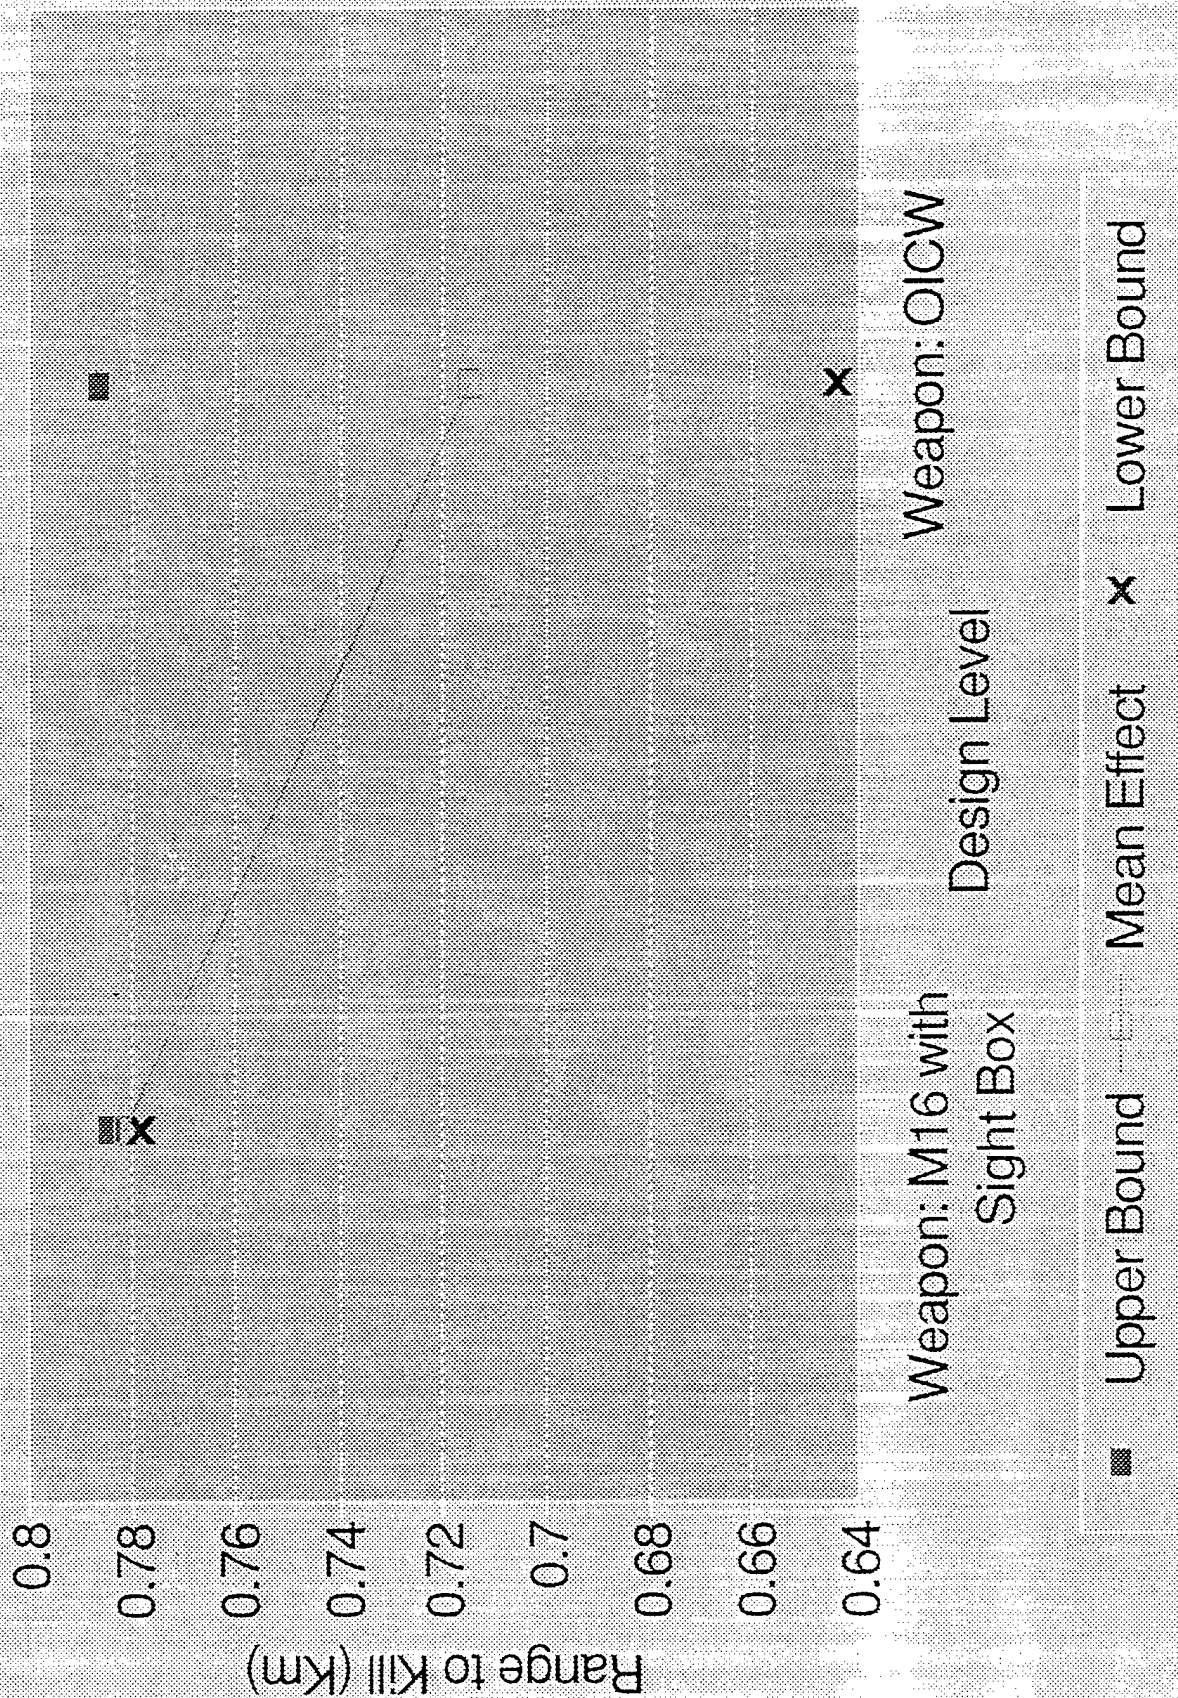 Range to Kill (Km)
0.8
0.78
0.76
0.74
0.72
0.7
0.68
0.66
0.64
Weapon: M16 with
Sight Box
Weapon: OICW
Design Level
Upper Bound
Mean Effect
x Lower Bound